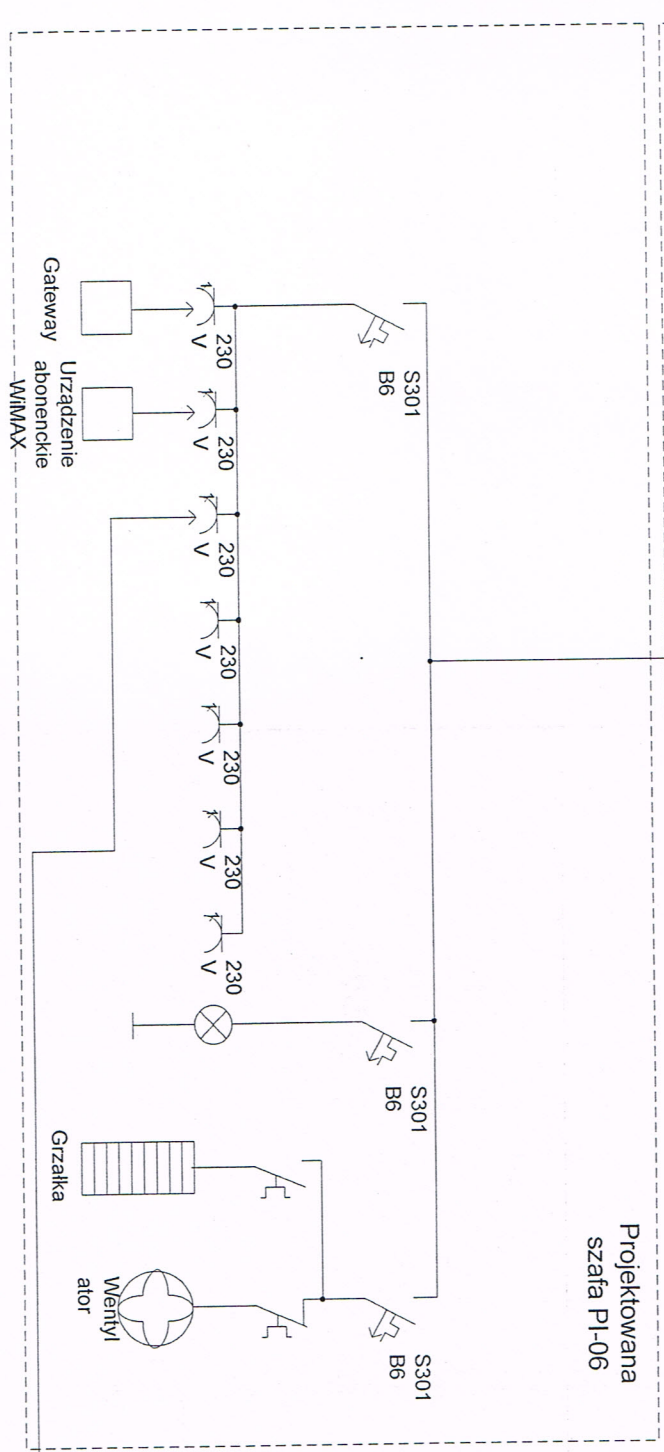 Projektowana
szafa PI-06
S301
B6
S301
B6
S301
B6
230
V
230
V
230
V
230
V
230
V
230
V
230
V
Gateway
Urządzenie
abonenckie
WiMAX
Grzałka
Wentyl
ator